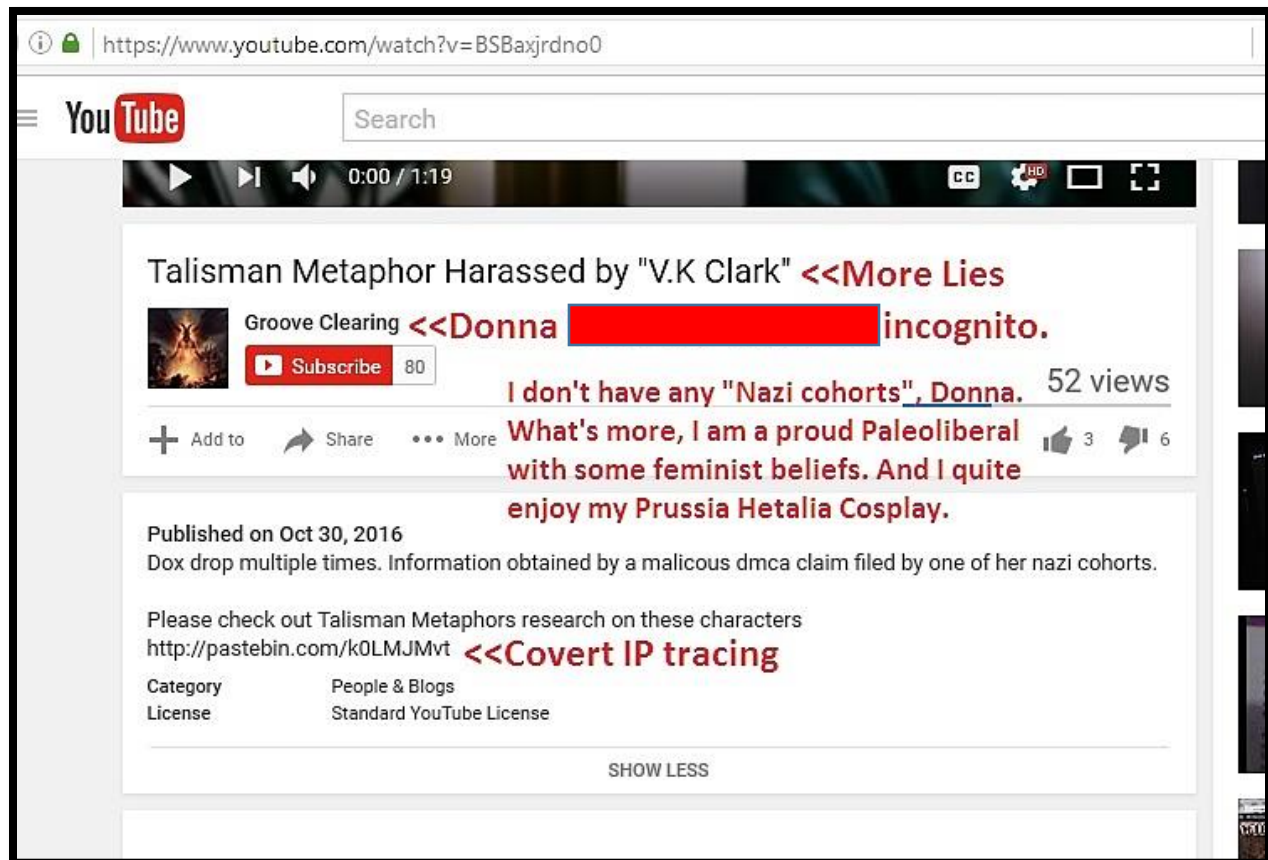 https://www.youtube.com/watch?v=BSBaxjrdno0
YouTube
Search
0:00 / 1:19
CC
HD
Talisman Metaphor Harassed by "V.K Clark" <<More Lies
Groove Clearing <<Donna incognito.
Subscribe 80
I don't have any "Nazi cohorts", Donna.
52 views
Add to Share More What's more, I am a proud Paleoliberal
3 6
with some feminist beliefs. And I quite
enjoy my Prussia Hetalia Cosplay.
Published on Oct 30, 2016
Dox drop multiple times. Information obtained by a malicous dmca claim filed by one of her nazi cohorts.
Please check out Talisman Metaphors research on these characters
http://pastebin.com/k0LMJMvt <<Covert IP tracing
Category People & Blogs
License Standard YouTube License
SHOW LESS